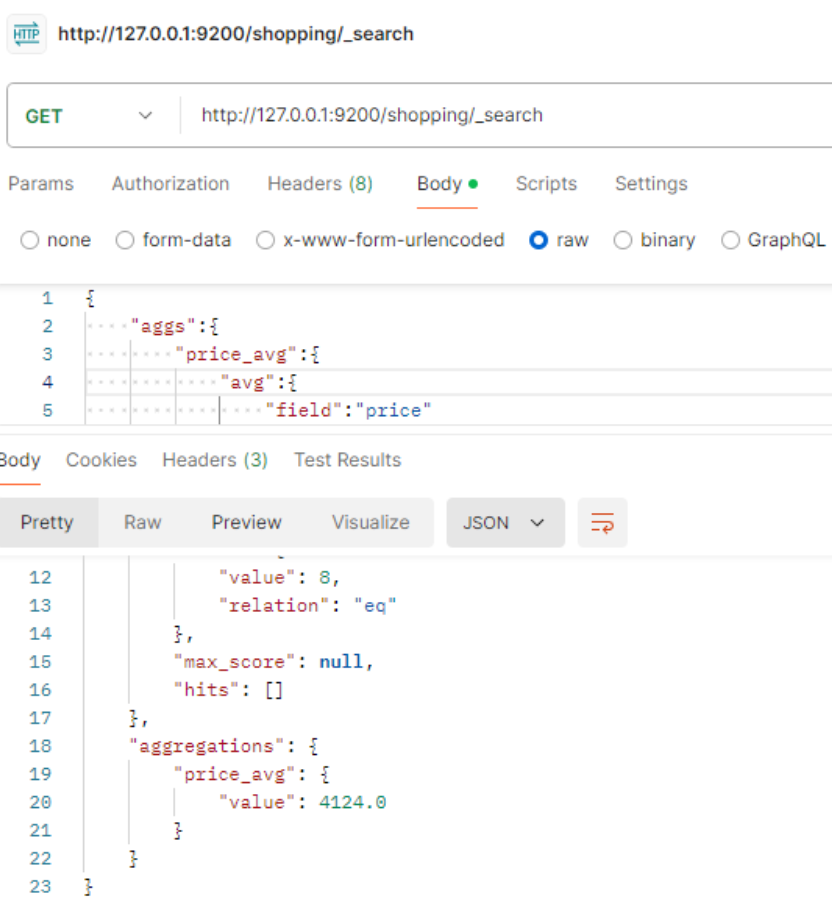 HTTP http://127.0.0.1:9200/shopping/_search
GET http://127.0.0.1:9200/shopping/_search
Params Authorization Headers (8) Body Scripts Settings
none form-data x-www-form-urlencoded raw binary GraphQL
1 {
2 "aggs":{
3 "price_avg":{
4 "avg":{
5 "field":"price"
Body Cookies Headers (3) Test Results
Pretty Raw Preview Visualize JSON
12 "value": 8,
13 "relation": "eq"
14 },
15 "max_score": null,
16 "hits": []
17 },
18 "aggregations": {
19 "price_avg": {
20 "value": 4124.0
21 }
22 }
23 }